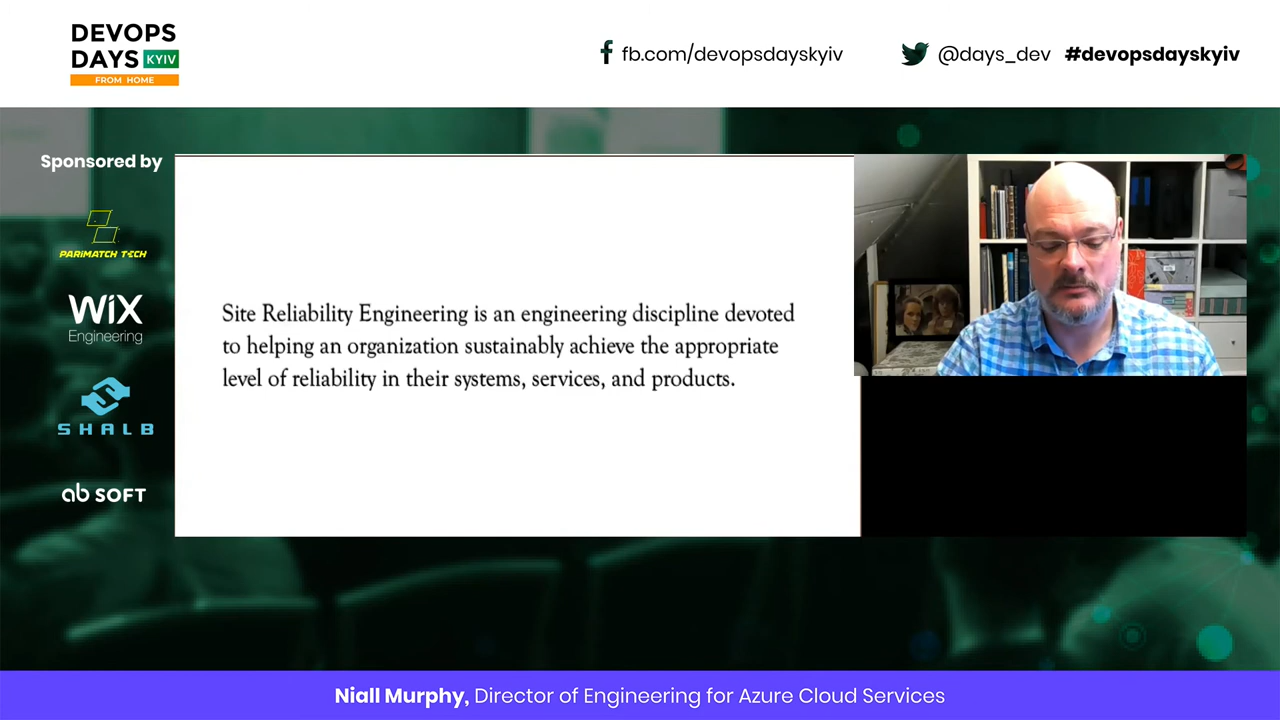 DEVOPS
DAYS KYIV
FROM HOME
fb.com/devopsdayskyiv
@days_dev #devopsdayskyiv
Sponsored by
PARIMATCH TECH
WiX
Engineering
SHALB
ab SOFT
Site Reliability Engineering is an engineering discipline devoted
to helping an organization sustainably achieve the appropriate
level of reliability in their systems, services, and products.
Niall Murphy, Director of Engineering for Azure Cloud Services